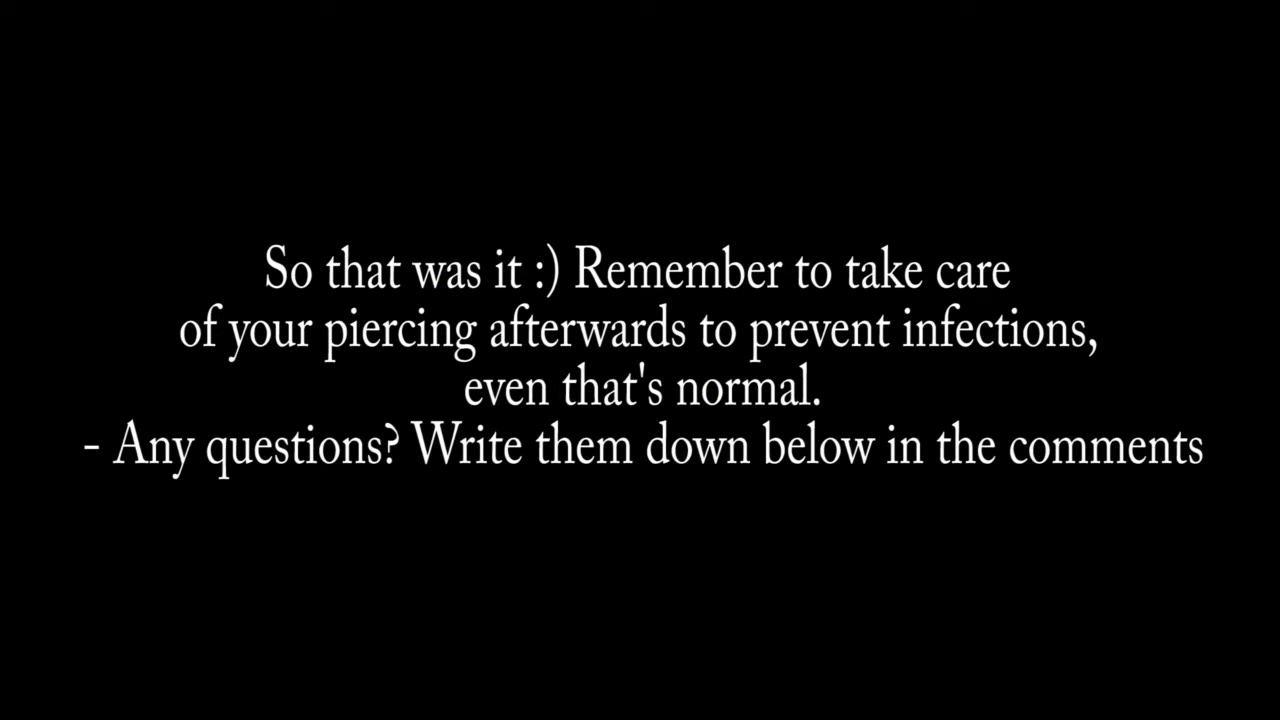 So that was it :) Remember to take care
of your piercing afterwards to prevent infections,
even that's normal.
- Any questions? Write them down below in the comments